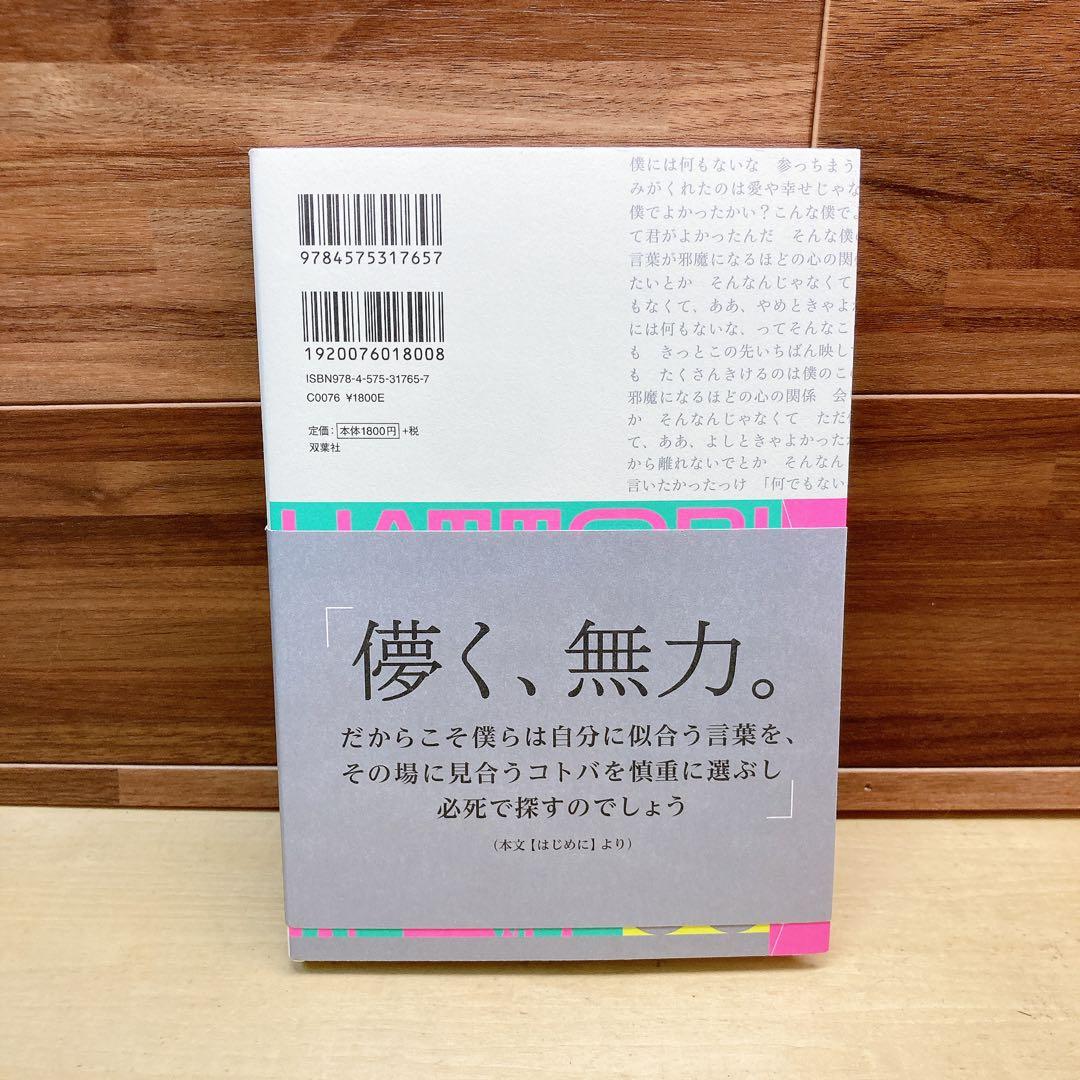 9784575317657
1920076018008
ISBN978-4-575-31765-7
C0076 ¥1800E
定価:本体1800円+税
双葉社
僕には何もないな 参っちまう
みがくれたのは愛や幸せじゃな
僕でよかったかい?こんな僕で
て君がよかったんだ そんな僕
言葉が邪魔になるほどの心の関
たいとか そんなんじゃなくて
もなくて、ああ、やめときゃよ
には何もないな、ってそんなこ
も きっとこの先いちばん映し
も たくさんきけるのは僕のこ
邪魔になるほどの心の関係 会
か そんなんじゃなくて ただ
て、ああ、よしときゃよかった
から離れないでとか そんなん
言いたかったっけ 「何でもない
HATTORI
「儚く、無力。
だからこそ僕らは自分に似合う言葉を、
その場に見合うコトバを慎重に選ぶし
必死で探すのでしょう」
(本文【はじめに】より)